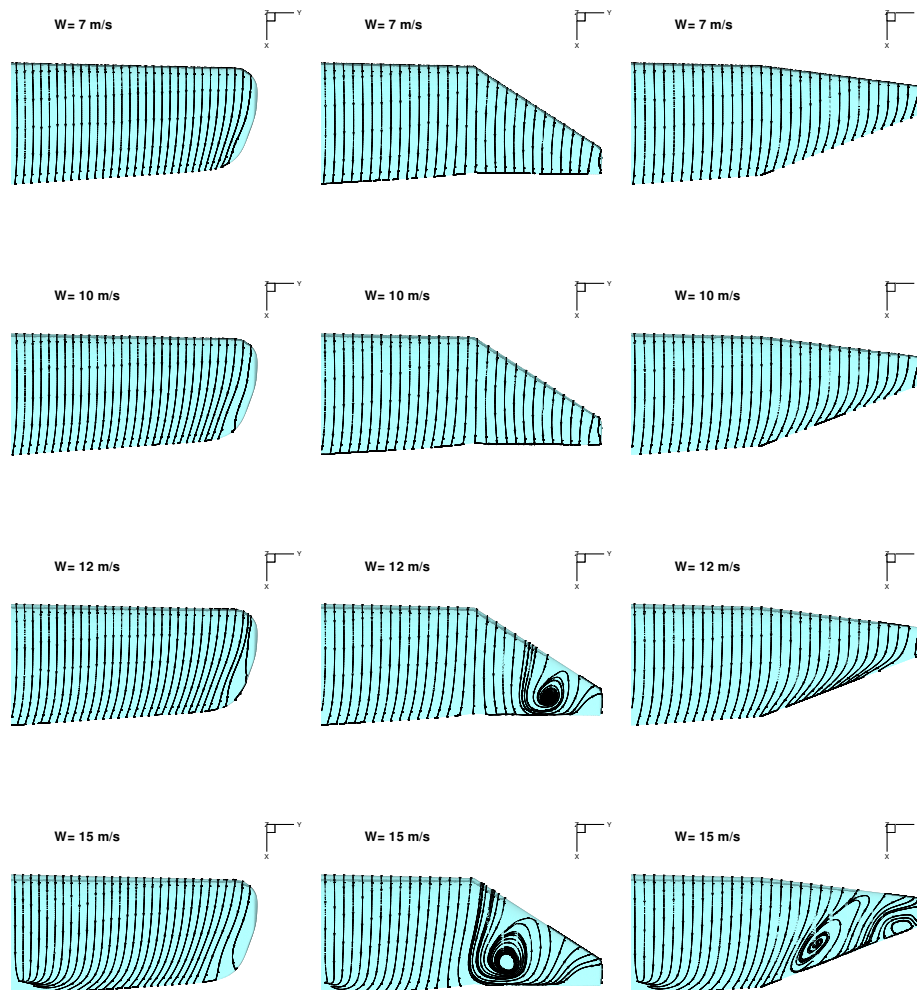 Z Y
W= 7 m/s
X
Z Y
W= 7 m/s
X
Z
W= 7 m/s
X
Z Y
W= 10 m/s
X
Z Y
W= 10 m/s
X
Z
W= 10 m/s
X
Z Y
W= 12 m/s
X
Z Y
W= 12 m/s
X
Z
W= 12 m/s
X
Z Y
W= 15 m/s
X
Z Y
W= 15 m/s
X
Z
W= 15 m/s
X